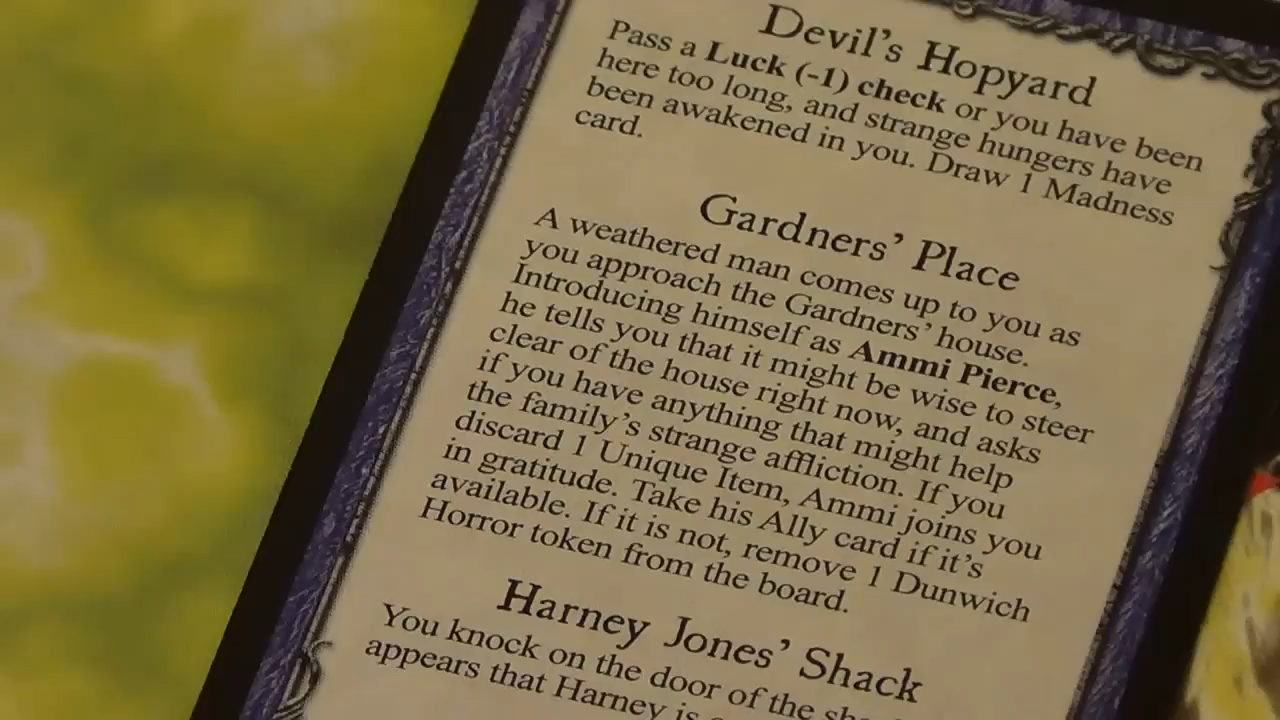 Devil's Hopyard
Pass a Luck (-1) check or you have been
here too long, and strange hungers have
been awakened in you. Draw 1 Madness
card.
Gardners' Place
A weathered man comes up to you as
you approach the Gardners' house.
Introducing himself as Ammi Pierce,
he tells you that it might be wise to steer
clear of the house right now, and asks
if you have anything that might help
the family's strange affliction. If you
discard 1 Unique Item, Ammi joins you
in gratitude. Take his Ally card if it's
available. If it is not, remove 1 Dunwich
Horror token from the board.
Harney Jones' Shack
You knock on the door of the
appears that Harney is